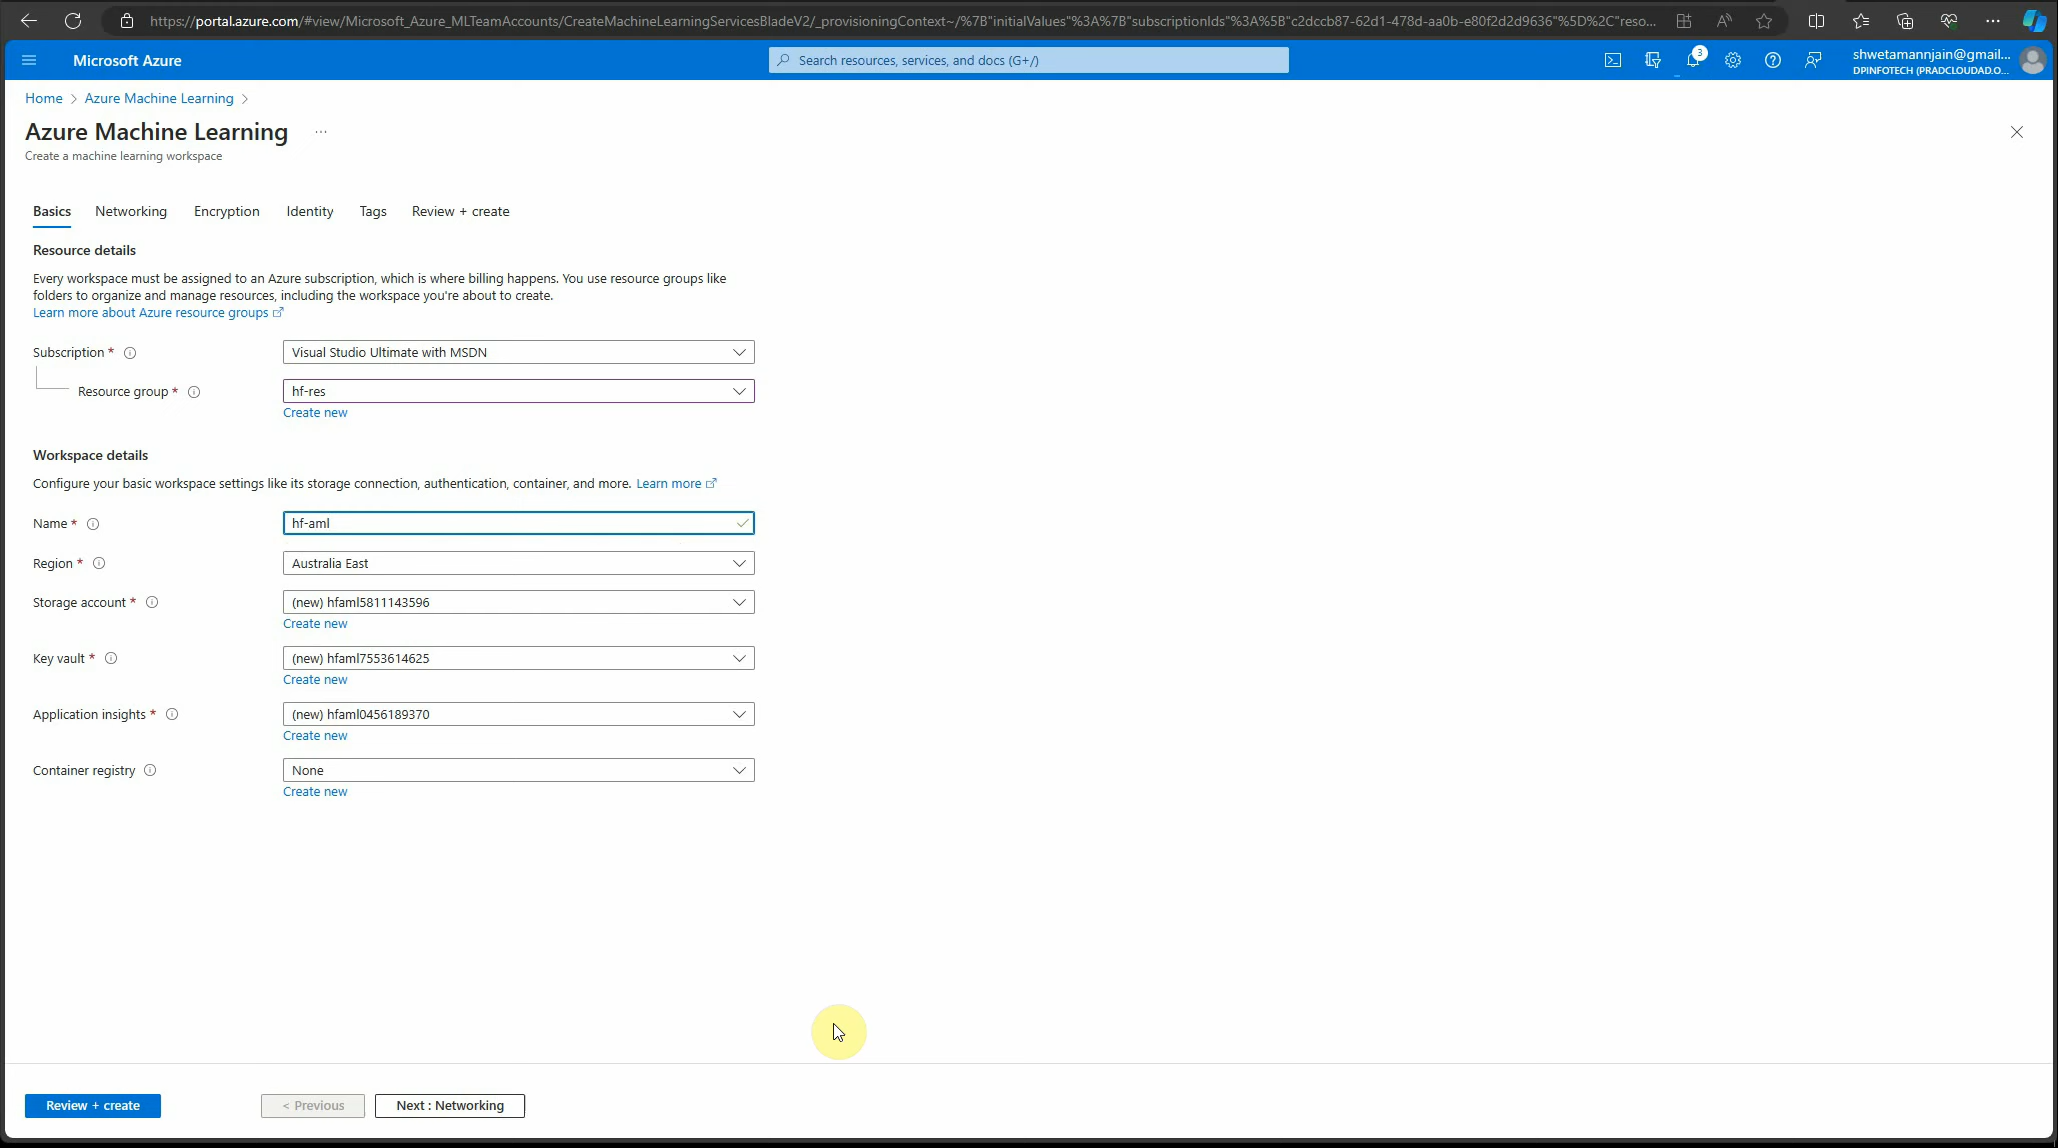 https://portal.azure.com/#view/Microsoft_Azure_MLTeamAccounts/CreateMachineLearningServicesBladeV2/_provisioningContext~/%7B"initialValues"%3A%7B"subscriptionIds"%3A%5B"c2dccb87-62d1-478d-aa0b-e80f2d2d9636"%5D%2C"reso...
Microsoft Azure
Search resources, services, and docs (G+/)
3
shwetamannjain@gmail...
DPINFOTECH (PRADCLOUDAD.O...
Home > Azure Machine Learning >
Azure Machine Learning ...
Create a machine learning workspace
Basics Networking Encryption Identity Tags Review + create
Resource details
Every workspace must be assigned to an Azure subscription, which is where billing happens. You use resource groups like
folders to organize and manage resources, including the workspace you're about to create.
Learn more about Azure resource groups
Subscription * Visual Studio Ultimate with MSDN
Resource group * hf-res
Create new
Workspace details
Configure your basic workspace settings like its storage connection, authentication, container, and more. Learn more
Name * hf-aml
Region * Australia East
Storage account * (new) hfaml5811143596
Create new
Key vault * (new) hfaml7553614625
Create new
Application insights * (new) hfaml0456189370
Create new
Container registry None
Create new
Review + create < Previous Next : Networking